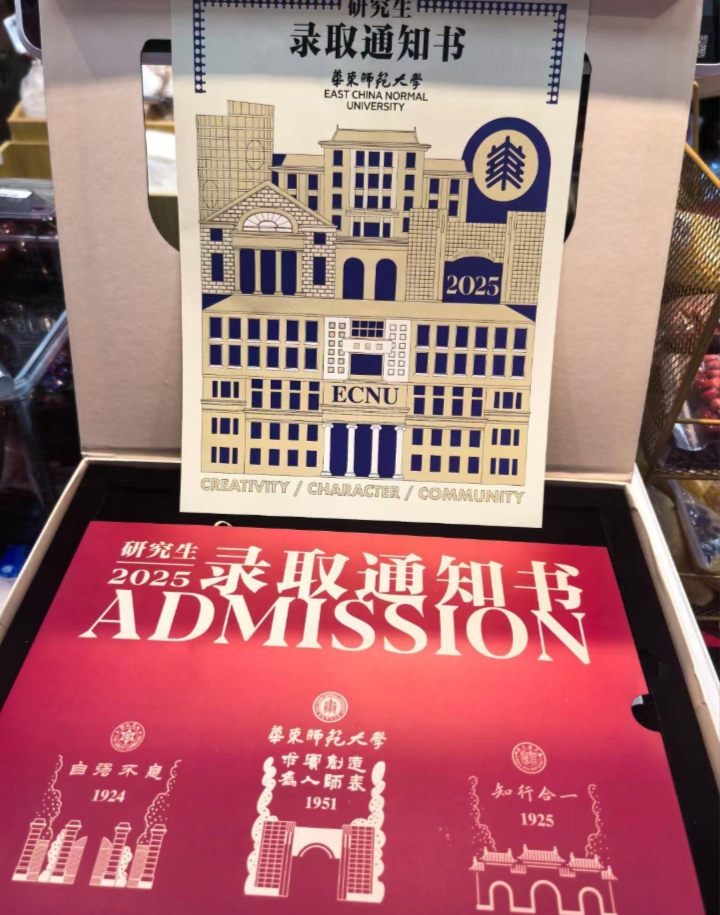 研究生
录取通知书
華東師範大學
EAST CHINA NORMAL
UNIVERSITY
2025
ECNU
CREATIVITY / CHARACTER / COMMUNITY
研究生
2025
录取通知书
ADMISSION
自强不息
1924
華東師範大學
求實創造
為人師表
1951
知行合一
1925